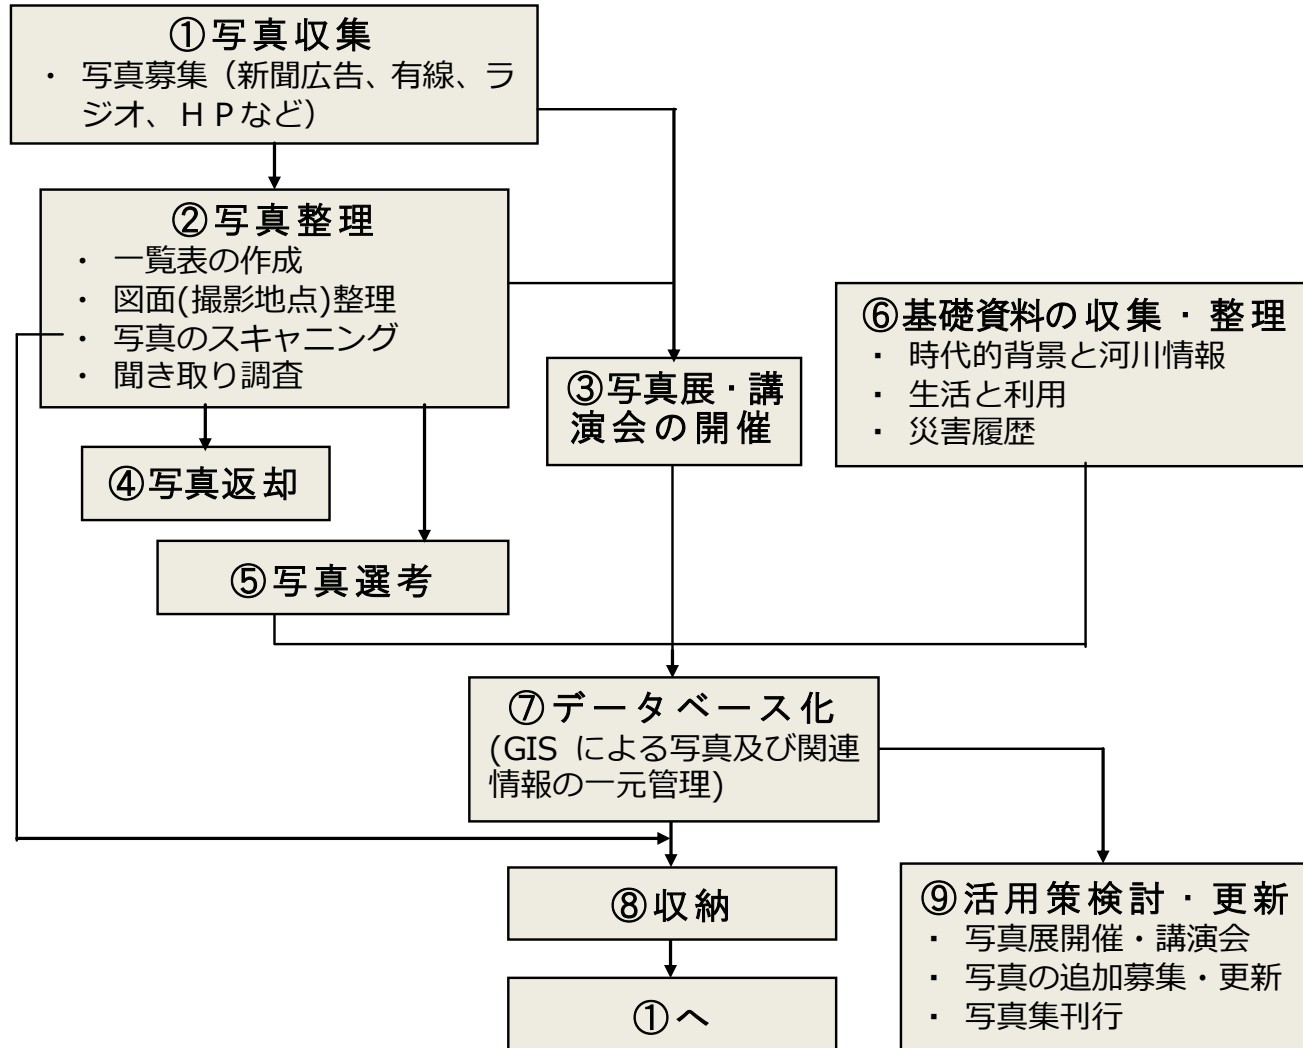 ①写真収集
・ 写真募集（新聞広告、有線、ラ
ジオ、ＨＰなど）
②写真整理
・ 一覧表の作成
・ 図面(撮影地点)整理
・ 写真のスキャニング
・ 聞き取り調査
③写真展・講
演会の開催
⑥基礎資料の収集・整理
・ 時代的背景と河川情報
・ 生活と利用
・ 災害履歴
④写真返却
⑤写真選考
⑦データベース化
(GIS による写真及び関連
情報の一元管理)
⑧収納
①へ
⑨活用策検討・更新
・ 写真展開催・講演会
・ 写真の追加募集・更新
・ 写真集刊行